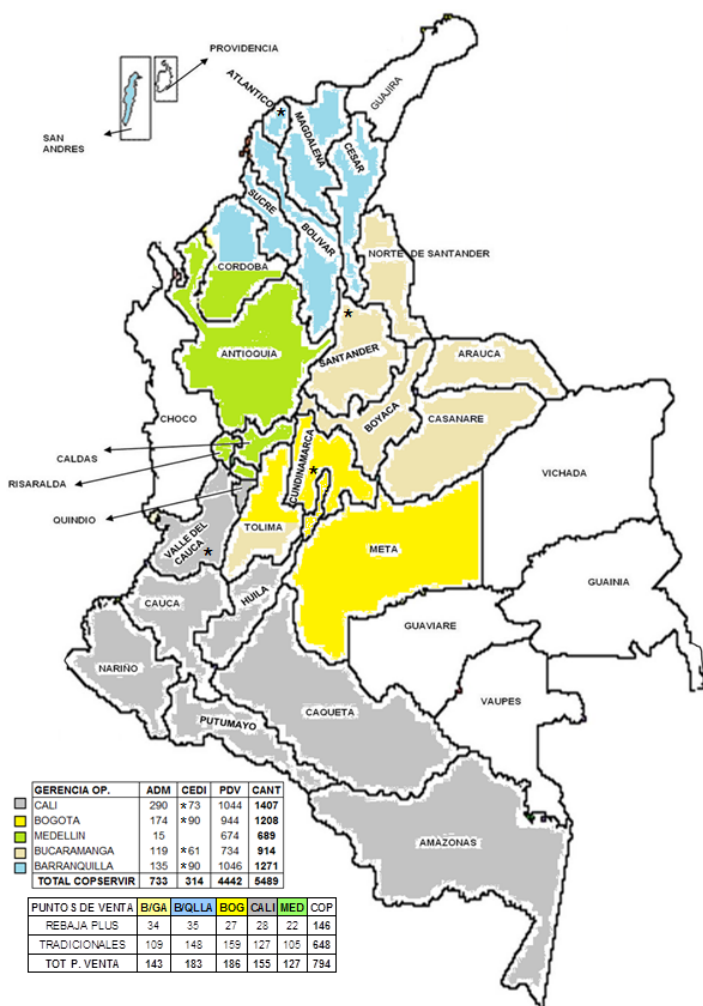 PROVIDENCIA
ATLANTICO
*
GUAJIRA
MAGDALENA
SAN
ANDRES
CESAR
SUCRE
BOLIVAR
NORTE DE SANTANDER
CORDOBA
*
ANTIOQUIA
SANTANDER
ARAUCA
CHOCO
BOYACA
CASANARE
CALDAS
CUNDINAMARCA
*
VICHADA
RISARALDA
QUINDIO
TOLIMA
VALLE DEL
CAUCA
*
META
GUAINIA
CAUCA
HUILA
GUAVIARE
NARIÑO
VAUPES
CAQUETA
PUTUMAYO
AMAZONAS
GERENCIA OP. ADM CEDI PDV CANT
CALI 290 *73 1044 1407
BOGOTA 174 *90 944 1208
MEDELLIN 15 674 689
BUCARAMANGA 119 *61 734 914
BARRANQUILLA 135 *90 1046 1271
TOTAL COPSERVIR 733 314 4442 5489
PUNTOS DE VENTA B/GA B/QLLA BOG CALI MED COP
REBAJA PLUS 34 35 27 28 22 146
TRADICIONALES 109 148 159 127 105 648
TOT P. VENTA 143 183 186 155 127 794